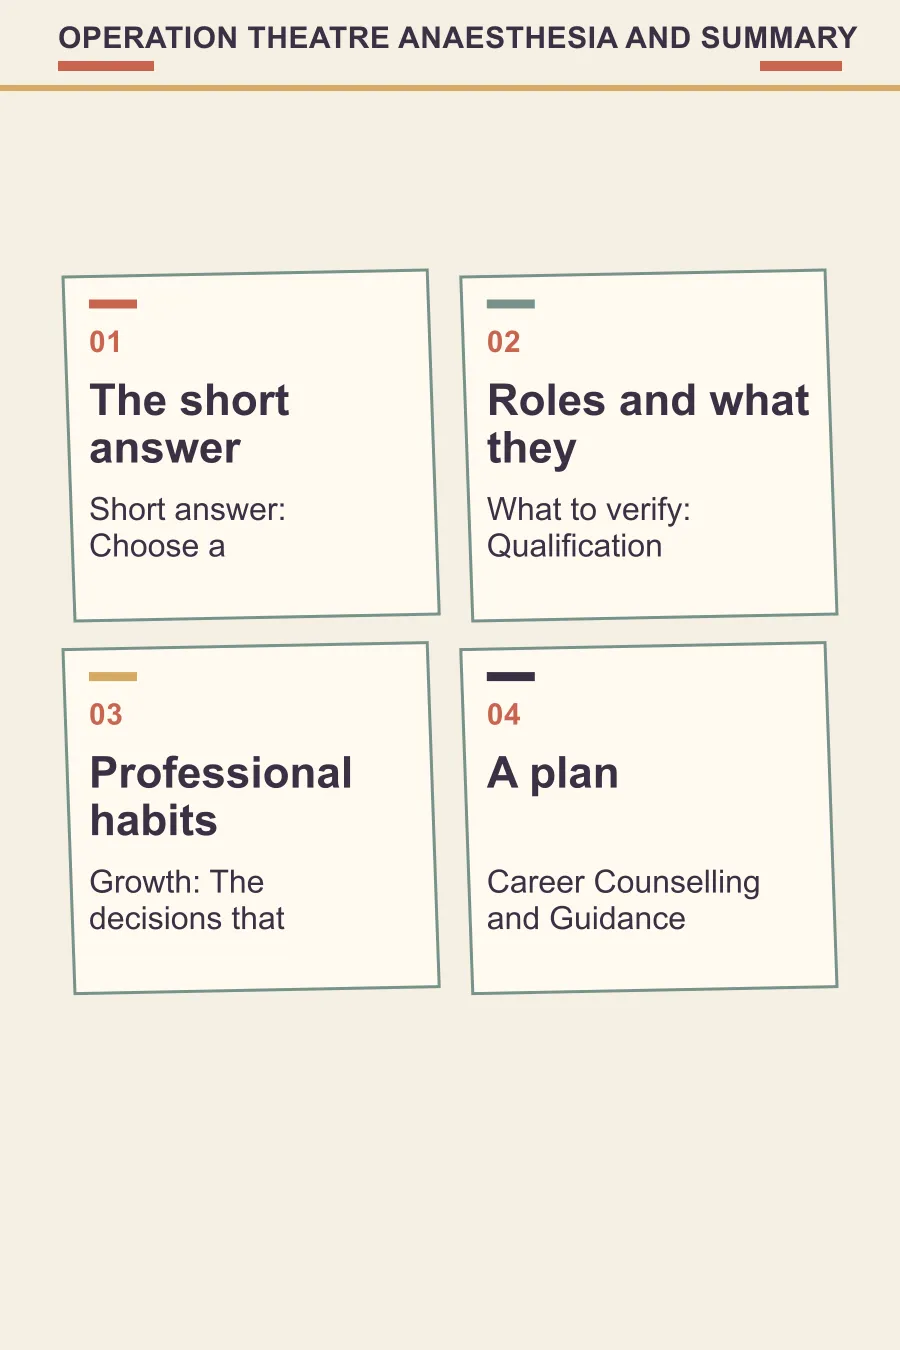 OPERATION THEATRE ANAESTHESIA AND SUMMARY
01
The short
answer
Short answer:
Choose a
02
Roles and what
they
What to verify:
Qualification
03
Professional
habits
Growth: The
decisions that
04
A plan
Career Counselling
and Guidance